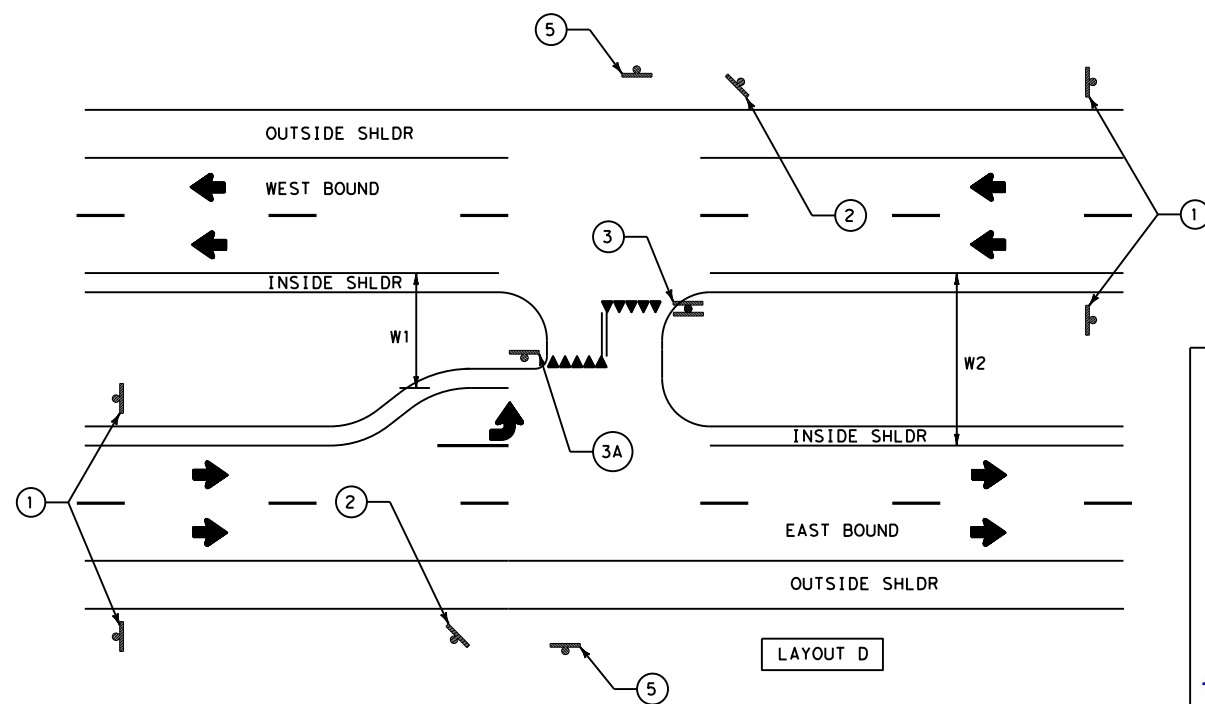 5
OUTSIDE SHLDR
WEST BOUND
2
1
3
INSIDE SHLDR
W1
W2
3A
INSIDE SHLDR
1
2
EAST BOUND
OUTSIDE SHLDR
LAYOUT D
5